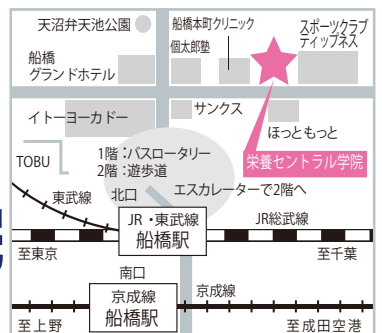 天沼弁天池公園
船橋本町クリニック
スポーツクラブ
ティップネス
個太郎塾
船橋
グランドホテル
イトーヨーカドー
サンクス
ほっともっと
TOBU
1階：バスロータリー
2階：遊歩道
栄養セントラル学院
北口
エスカレーターで2階へ
東武線
JR・東武線
船橋駅
JR総武線
至東京
至千葉
南口
京成線
船橋駅
京成線
至上野
至成田空港